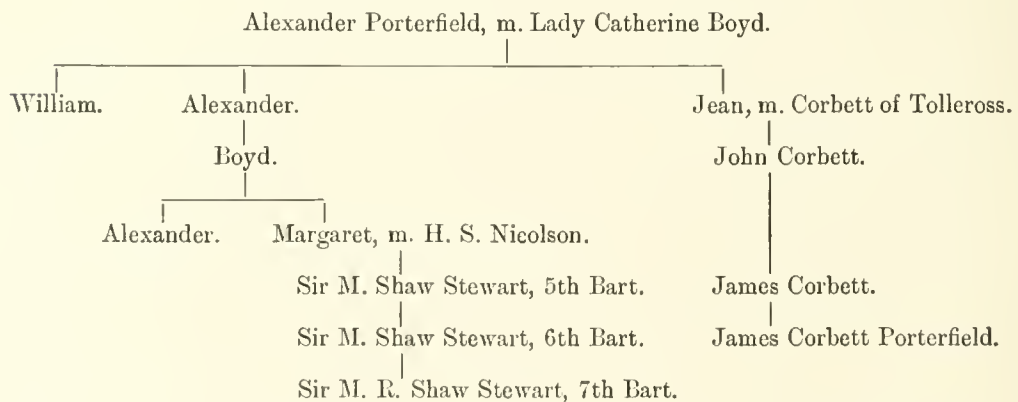 Alexander Porterfield, m. Lady Catherine Boyd.
William. Alexander. Jean, m. Corbett of Tolleross.
Boyd. John Corbett.
Alexander. Margaret, m. H. S. Nicolson.
Sir M. Shaw Stewart, 5th Bart. James Corbett.
Sir M. Shaw Stewart, 6th Bart. James Corbett Porterfield.
Sir M. R. Shaw Stewart, 7th Bart.